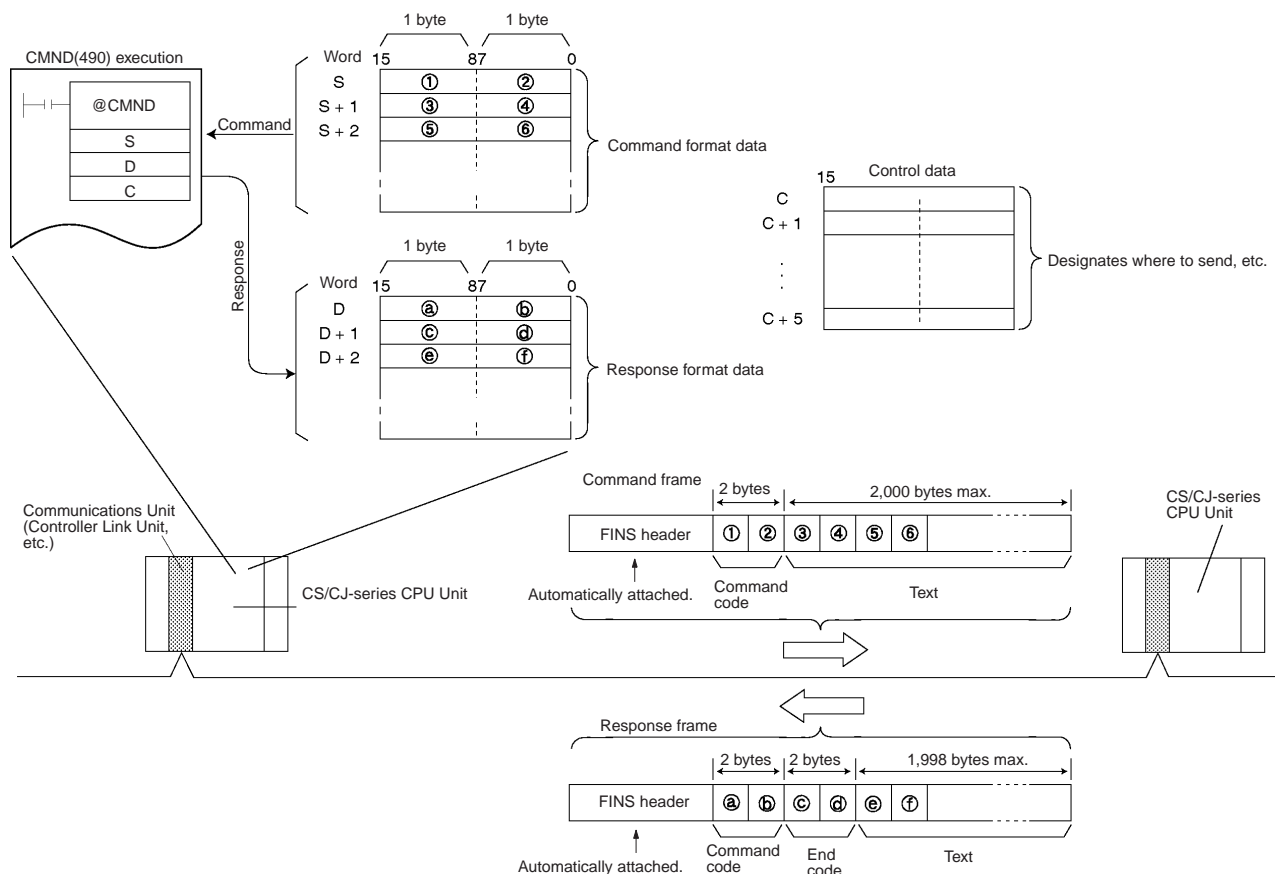 CMND(490) execution
@CMND
S
D
C
Command
Response
1 byte 1 byte
Word 15 87 0
S ① ②
S + 1 ③ ④
S + 2 ⑤ ⑥
Command format data
1 byte 1 byte
Word 15 87 0
D ⓐ ⓑ
D + 1 ⓒ ⓓ
D + 2 ⓔ ⓕ
Response format data
15 Control data
C
C + 1
.
.
.
C + 5
Designates where to send, etc.
Communications Unit
(Controller Link Unit,
etc.)
CS/CJ-series CPU Unit
Command frame
2 bytes 2,000 bytes max.
FINS header ① ② ③ ④ ⑤ ⑥
Automatically attached.
Command
code
Text
CS/CJ-series
CPU Unit
Response frame
2 bytes 2 bytes 1,998 bytes max.
FINS header ⓐ ⓑ ⓒ ⓓ ⓔ ⓕ
Automatically attached.
Command
code
End
code
Text